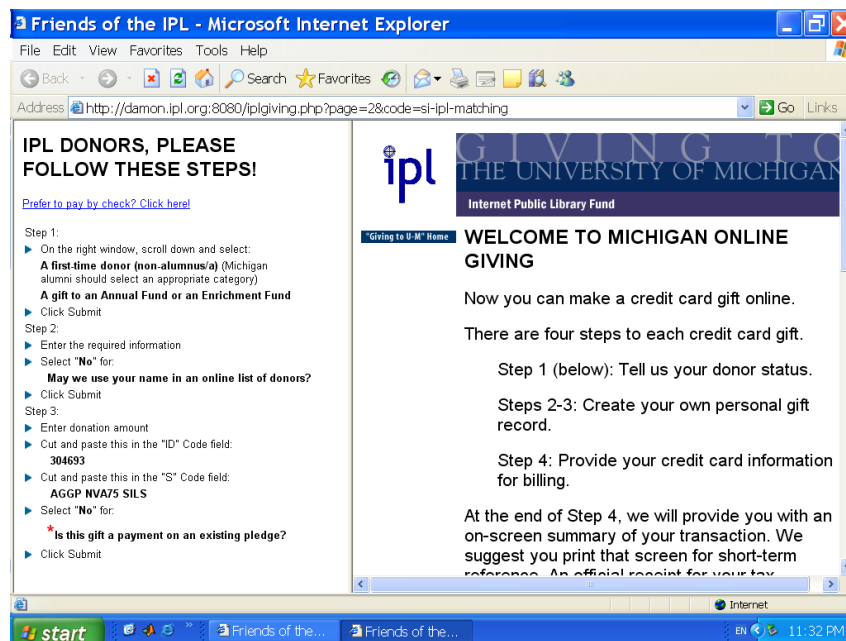 Friends of the IPL - Microsoft Internet Explorer
File Edit View Favorites Tools Help
Back Search Favorites
Address http://damon.ipl.org:8080/iplgiving.php?page=2&code=si-ipl-matching Go Links
IPL DONORS, PLEASE
FOLLOW THESE STEPS!
Prefer to pay by check? Click here!
Step 1:
On the right window, scroll down and select:
A first-time donor (non-alumnus/a) (Michigan
alumni should select an appropriate category)
A gift to an Annual Fund or an Enrichment Fund
Click Submit
Step 2:
Enter the required information
Select "No" for:
May we use your name in an online list of donors?
Click Submit
Step 3:
Enter donation amount
Cut and paste this in the "ID" Code field:
304693
Cut and paste this in the "S" Code field:
AGGP NVA75 SILS
Select "No" for:
*Is this gift a payment on an existing pledge?
Click Submit
ipl
GIVING TO
THE UNIVERSITY OF MICHIGAN
Internet Public Library Fund
"Giving to U-M" Home
WELCOME TO MICHIGAN ONLINE
GIVING
Now you can make a credit card gift online.
There are four steps to each credit card gift.
Step 1 (below): Tell us your donor status.
Steps 2-3: Create your own personal gift
record.
Step 4: Provide your credit card information
for billing.
At the end of Step 4, we will provide you with an
on-screen summary of your transaction. We
suggest you print that screen for short-term
reference. An official receipt for your tax
Internet
start Friends of the... Friends of the... EN 11:32 PM